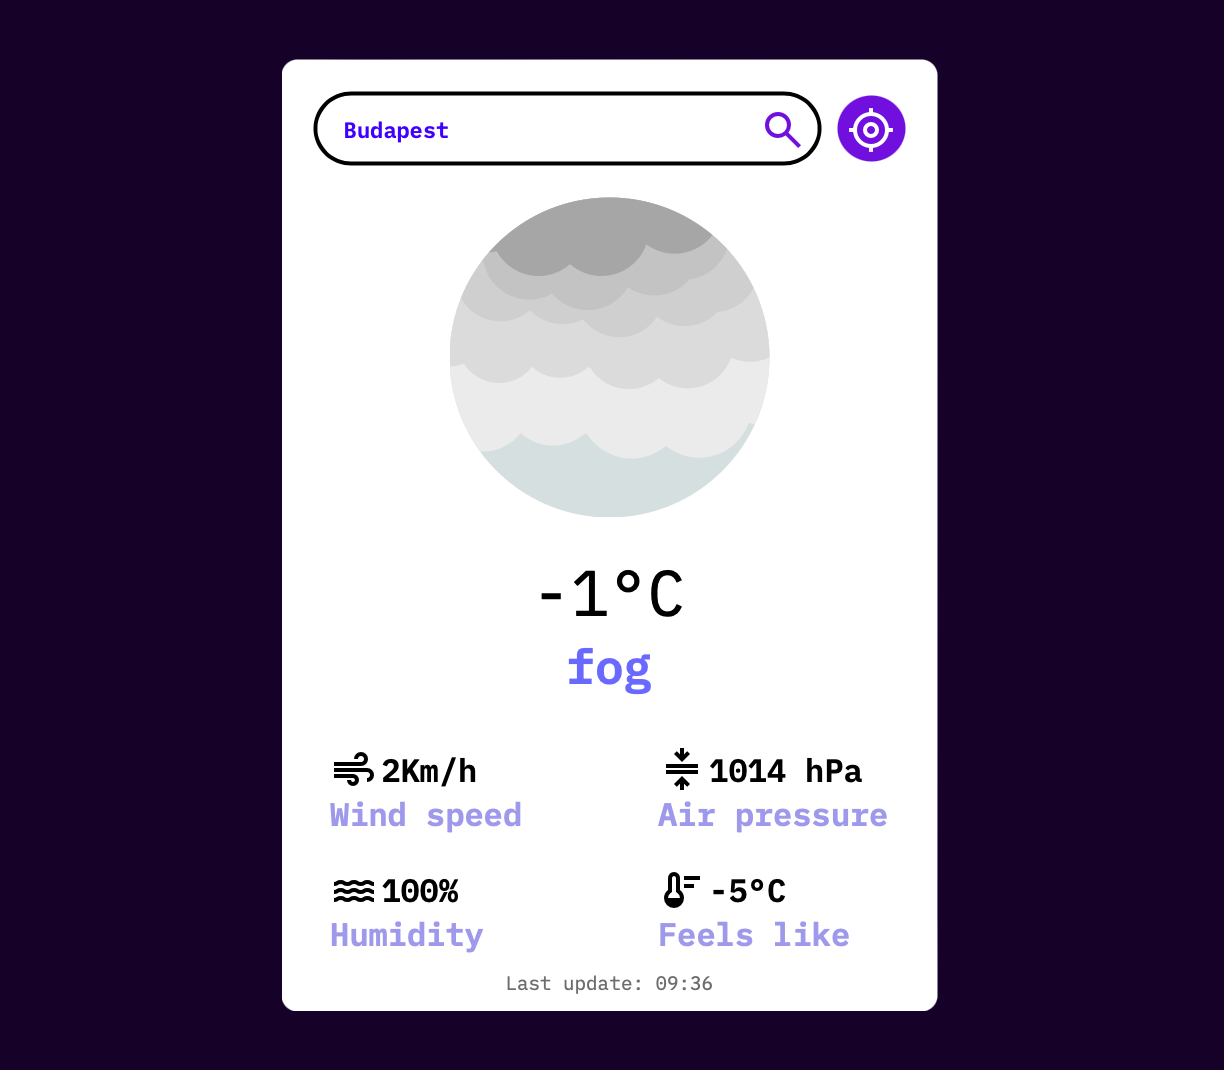 Budapest
-1°C
fog
2Km/h
Wind speed
1014 hPa
Air pressure
100%
Humidity
-5°C
Feels like
Last update: 09:36